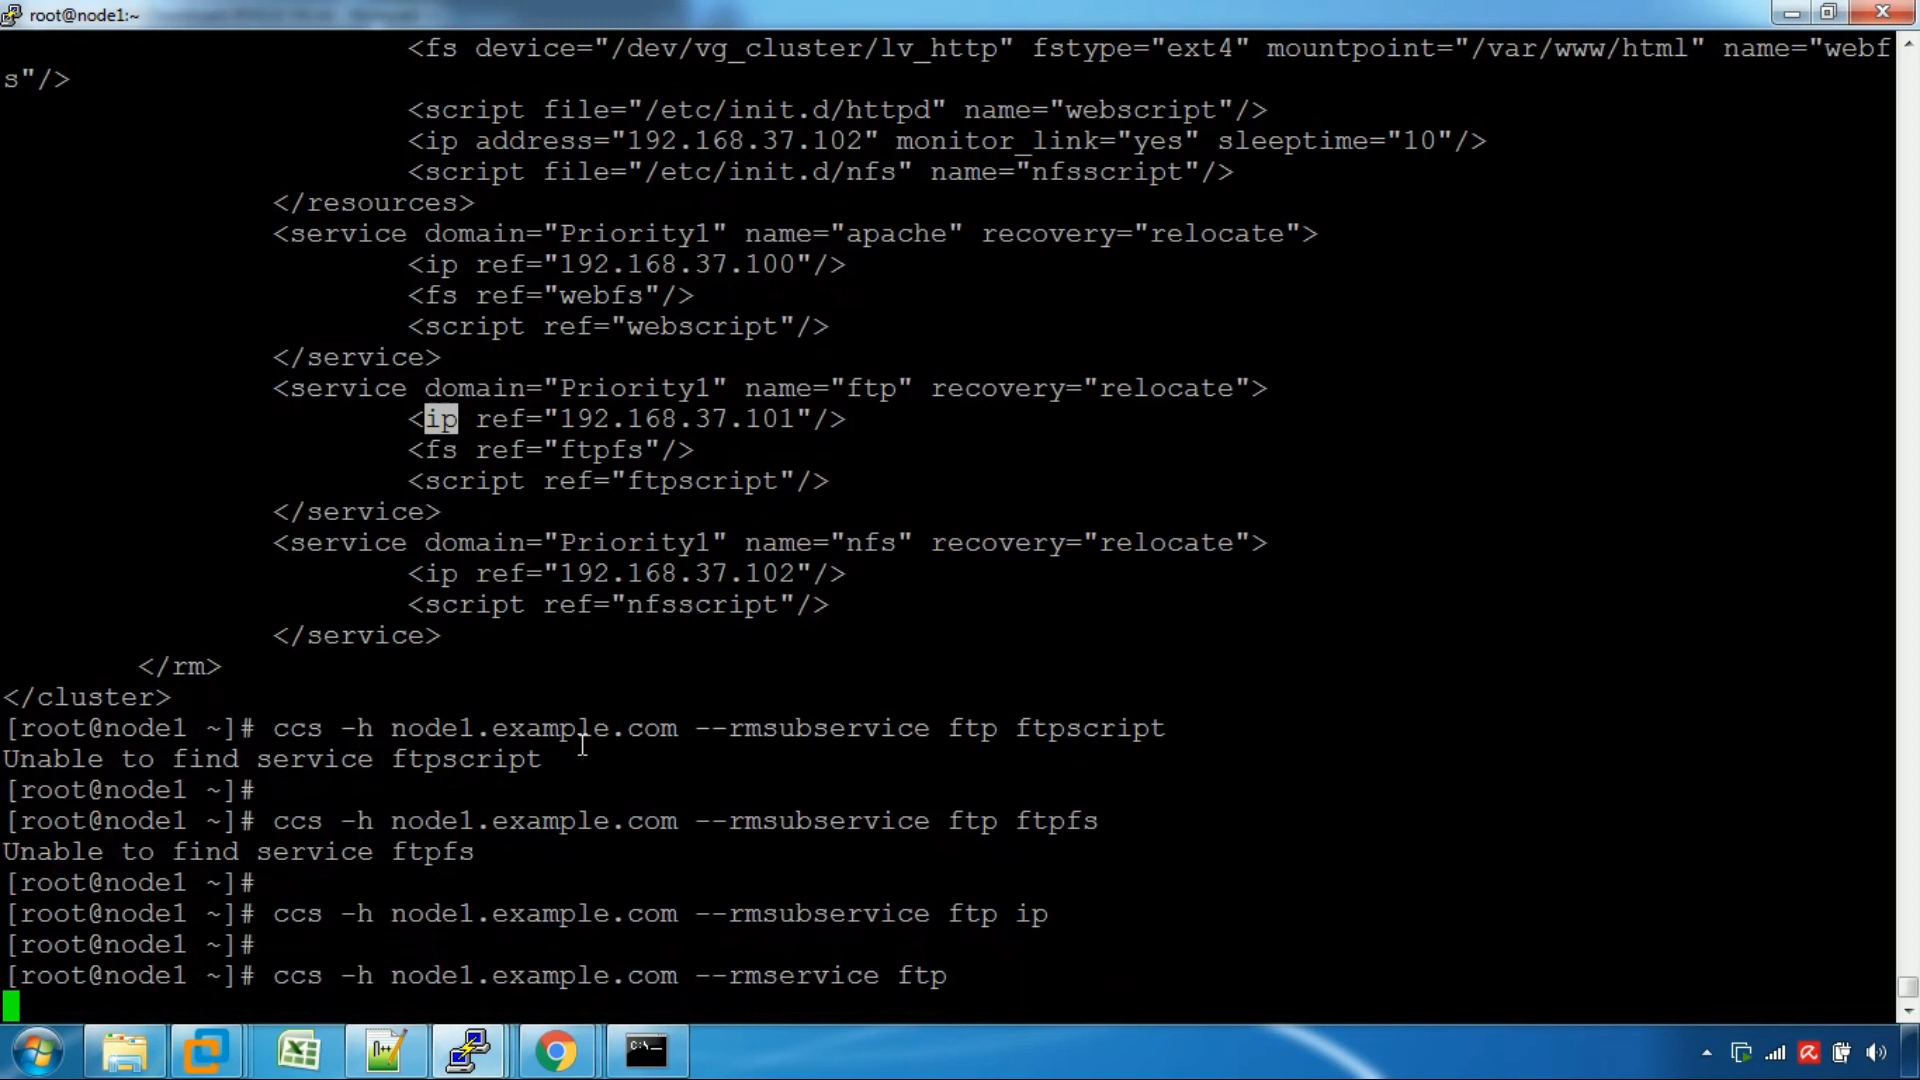 root@node1:~
<fs device="/dev/vg_cluster/lv_http" fstype="ext4" mountpoint="/var/www/html" name="webf
s"/>
<script file="/etc/init.d/httpd" name="webscript"/>
<ip address="192.168.37.102" monitor_link="yes" sleeptime="10"/>
<script file="/etc/init.d/nfs" name="nfsscript"/>
</resources>
<service domain="Priority1" name="apache" recovery="relocate">
<ip ref="192.168.37.100"/>
<fs ref="webfs"/>
<script ref="webscript"/>
</service>
<service domain="Priority1" name="ftp" recovery="relocate">
<ip ref="192.168.37.101"/>
<fs ref="ftpfs"/>
<script ref="ftpscript"/>
</service>
<service domain="Priority1" name="nfs" recovery="relocate">
<ip ref="192.168.37.102"/>
<script ref="nfsscript"/>
</service>
</rm>
</cluster>
[root@node1 ~]# ccs -h node1.example.com --rmsubservice ftp ftpscript
Unable to find service ftpscript
[root@node1 ~]#
[root@node1 ~]# ccs -h node1.example.com --rmsubservice ftp ftpfs
Unable to find service ftpfs
[root@node1 ~]#
[root@node1 ~]# ccs -h node1.example.com --rmsubservice ftp ip
[root@node1 ~]#
[root@node1 ~]# ccs -h node1.example.com --rmservice ftp